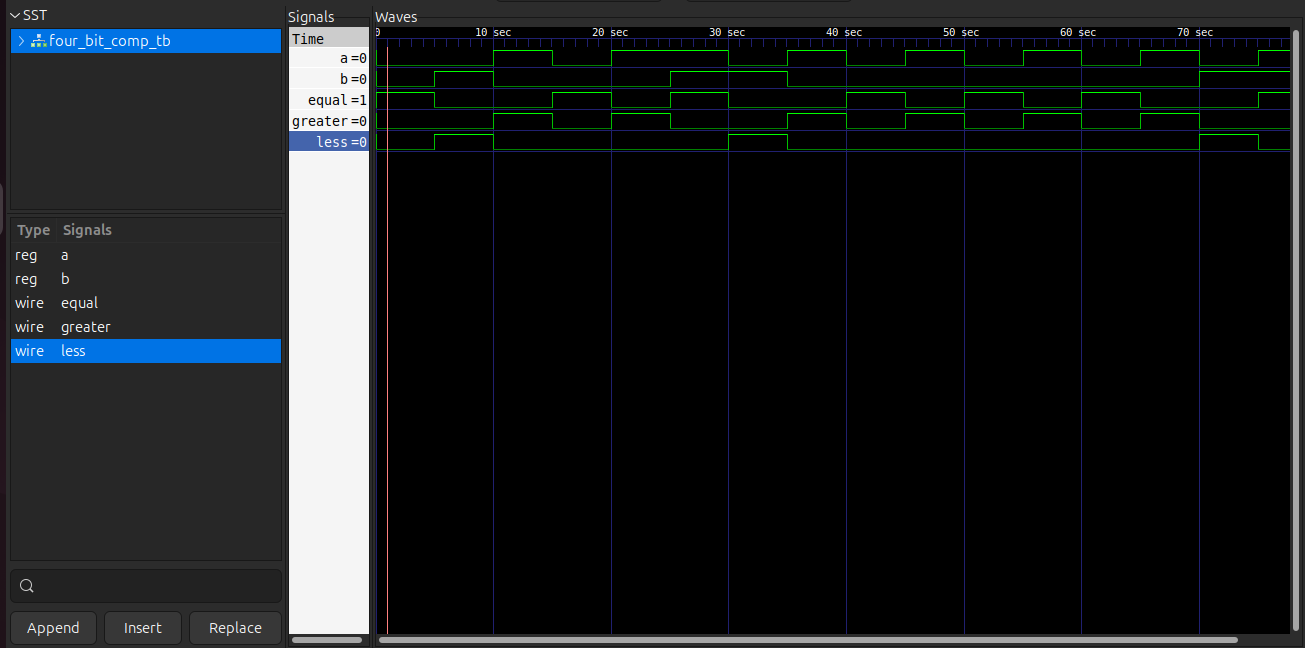 SST
four_bit_comp_tb
Type Signals
reg a
reg b
wire equal
wire greater
wire less
Append Insert Replace
Signals
Time
a=0
b=0
equal=1
greater=0
less=0
Waves
0 10 sec 20 sec 30 sec 40 sec 50 sec 60 sec 70 sec